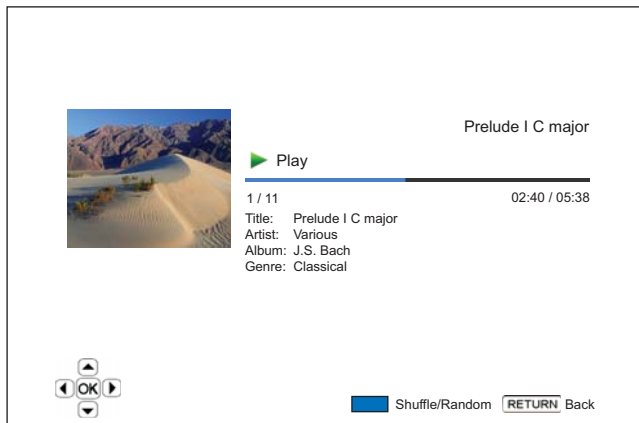 Prelude I C major
Play
1 / 11 02:40 / 05:38
Title: Prelude I C major
Artist: Various
Album: J.S. Bach
Genre: Classical
OK
Shuffle/Random RETURN Back